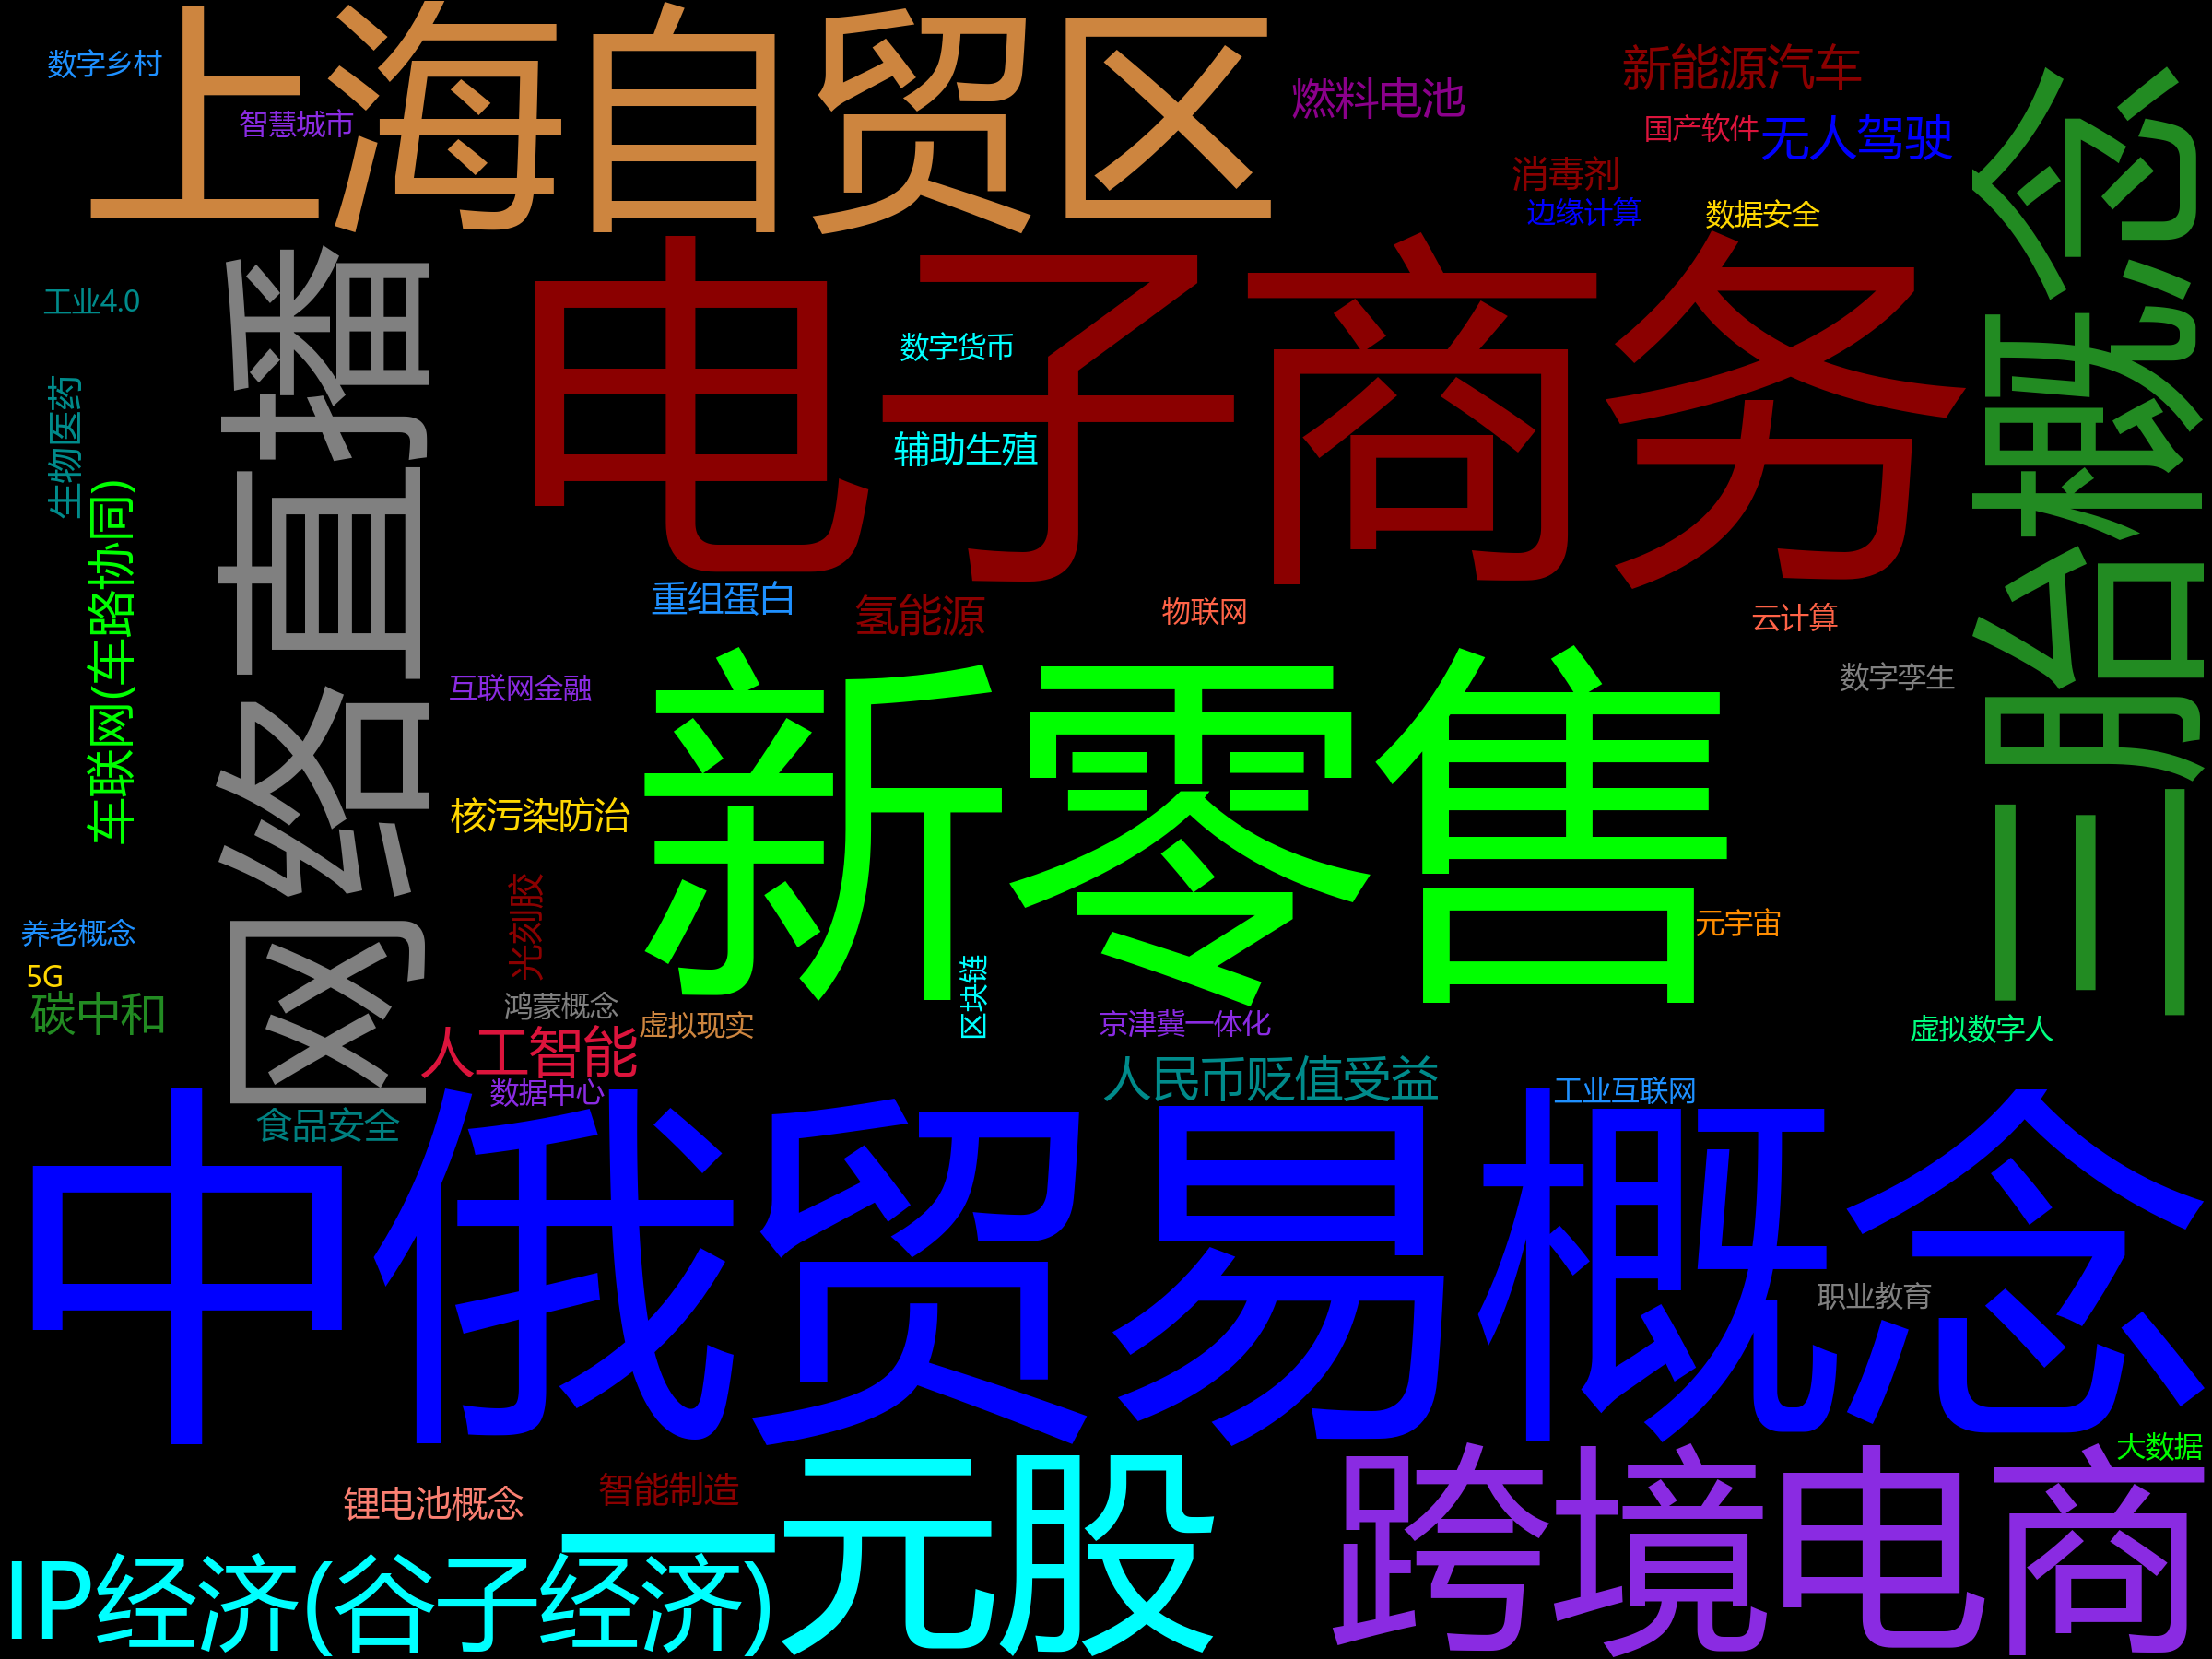 上海自贸区
数字乡村
智慧城市
燃料电池
新能源汽车
国产软件
无人驾驶
消毒剂
边缘计算
数据安全
三胎概念
工业4.0
网络直播
电子商务
数字货币
辅助生殖
生物医药
车联网(车路协同)
重组蛋白
氢能源
物联网
云计算
数字孪生
互联网金融
新零售
核污染防治
光刻胶
养老概念
5G
碳中和
元宇宙
区块链
鸿蒙概念
虚拟现实
人工智能
数据中心
京津冀一体化
虚拟数字人
人民币贬值受益
工业互联网
食品安全
中俄贸易概念
职业教育
大数据
锂电池概念
智能制造
一元股
跨境电商
IP经济(谷子经济)